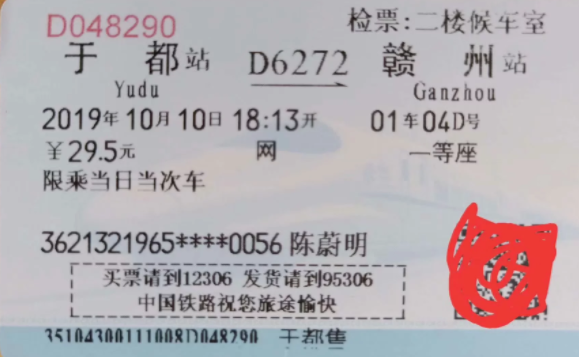 D048290 检票:二楼候车室
于都站 D6272 赣州站
Yudu Ganzhou
2019年10月10日18:13开 01车04D号
￥29.5元 网 一等座
限乘当日当次车
3621321965****0056 陈蔚明
买票请到12306 发货请到95306
中国铁路祝您旅途愉快
35104300111008D048290 于都售